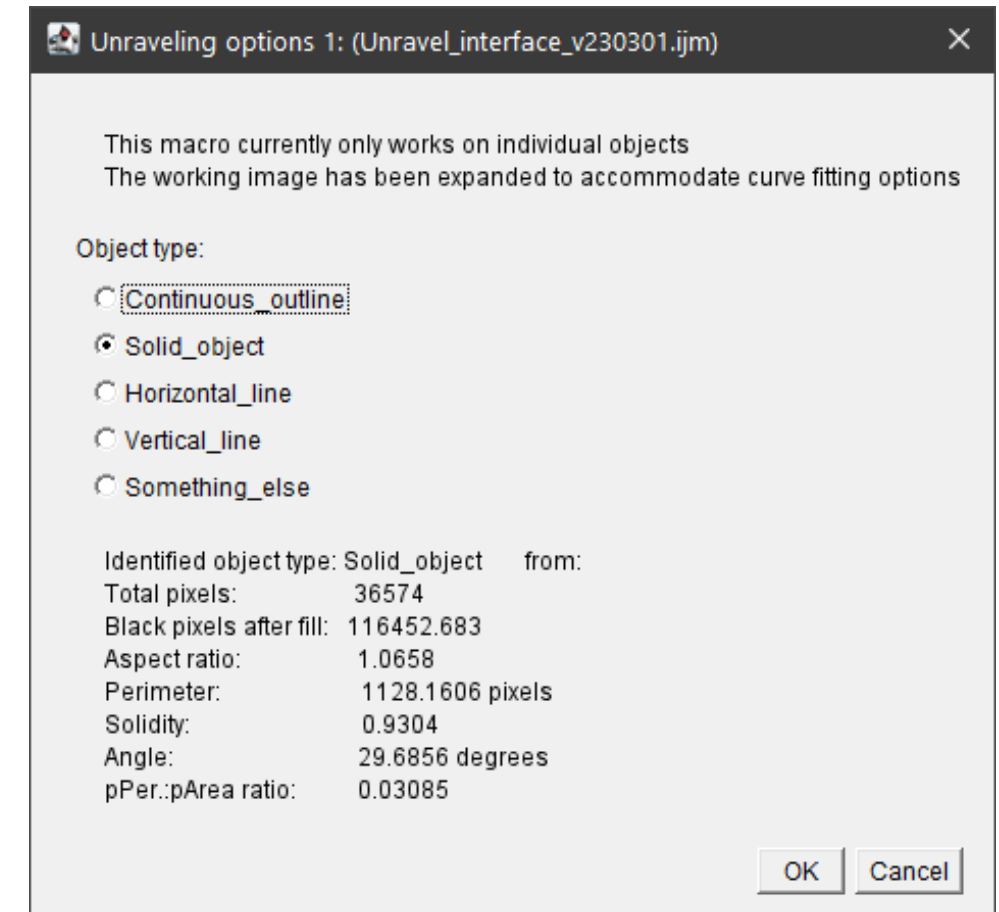 Unraveling options 1: (Unravel_interface_v230301.ijm)
This macro currently only works on individual objects
The working image has been expanded to accommodate curve fitting options
Object type:
Continuous_outline
Solid_object
Horizontal_line
Vertical_line
Something_else
Identified object type: Solid_object from:
Total pixels: 36574
Black pixels after fill: 116452.683
Aspect ratio: 1.0658
Perimeter: 1128.1606 pixels
Solidity: 0.9304
Angle: 29.6856 degrees
pPer.:pArea ratio: 0.03085
OK Cancel